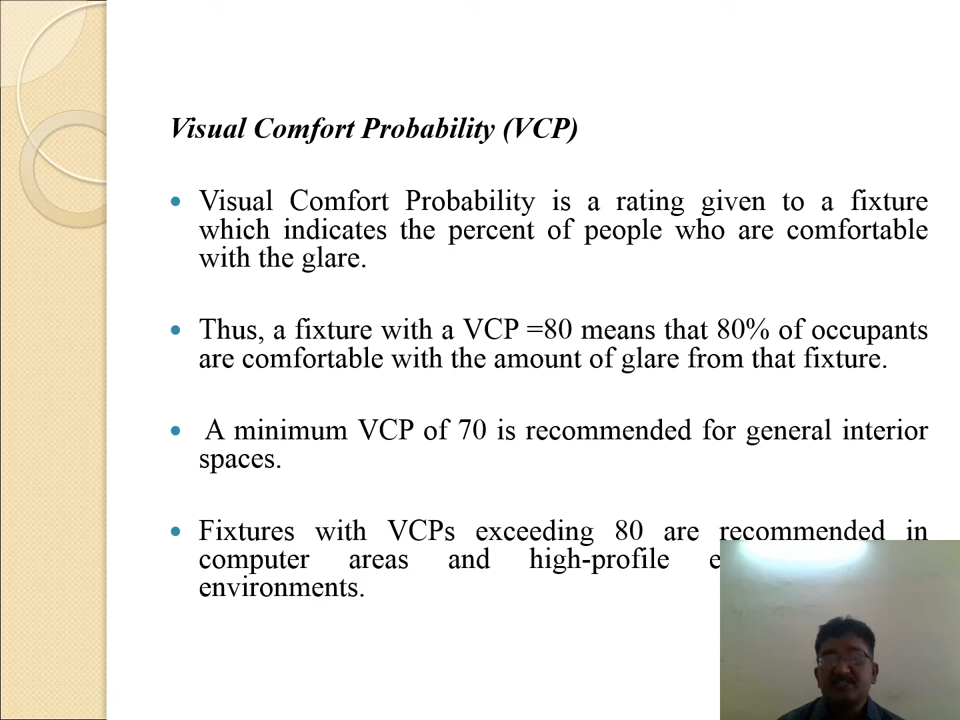 Visual Comfort Probability (VCP)
• Visual Comfort Probability is a rating given to a fixture
which indicates the percent of people who are comfortable
with the glare.
• Thus, a fixture with a VCP =80 means that 80% of occupants
are comfortable with the amount of glare from that fixture.
• A minimum VCP of 70 is recommended for general interior
spaces.
• Fixtures with VCPs exceeding 80 are recommended in
computer areas and high-profile
environments.